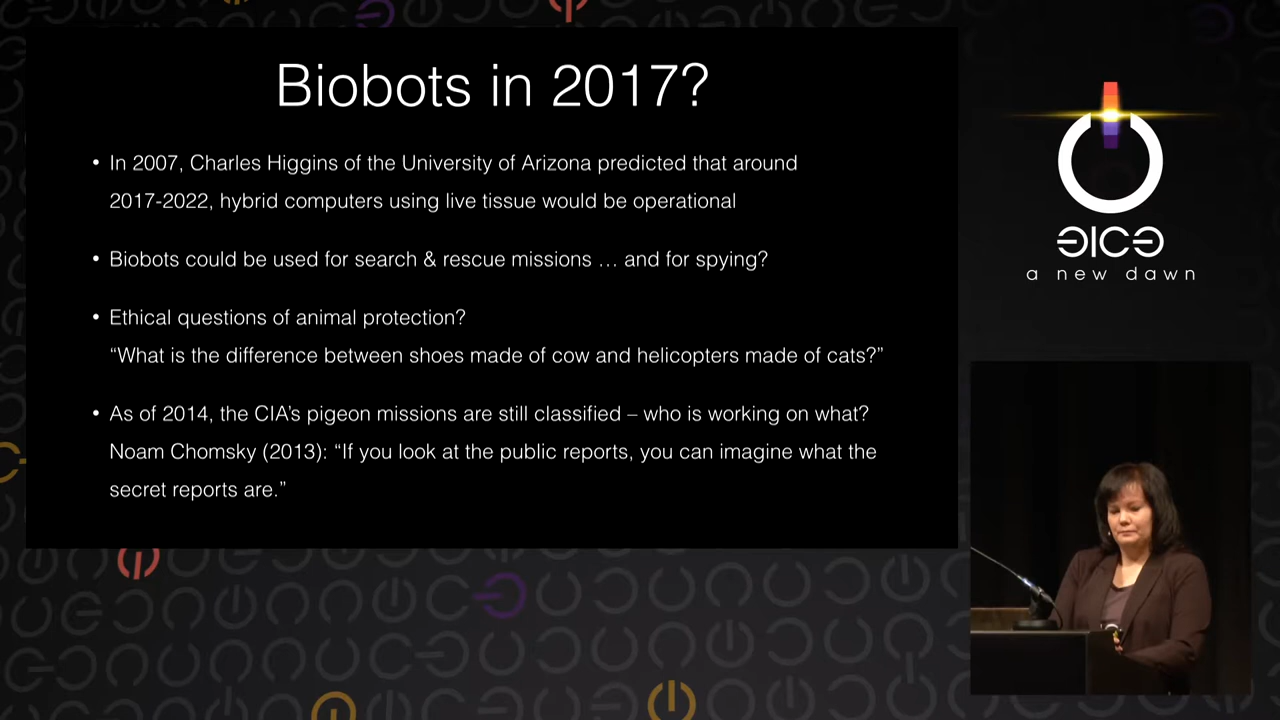 Biobots in 2017?
• In 2007, Charles Higgins of the University of Arizona predicted that around
2017-2022, hybrid computers using live tissue would be operational
• Biobots could be used for search & rescue missions … and for spying?
• Ethical questions of animal protection?
“What is the difference between shoes made of cow and helicopters made of cats?”
• As of 2014, the CIA’s pigeon missions are still classified – who is working on what?
Noam Chomsky (2013): “If you look at the public reports, you can imagine what the
secret reports are.”
a new dawn